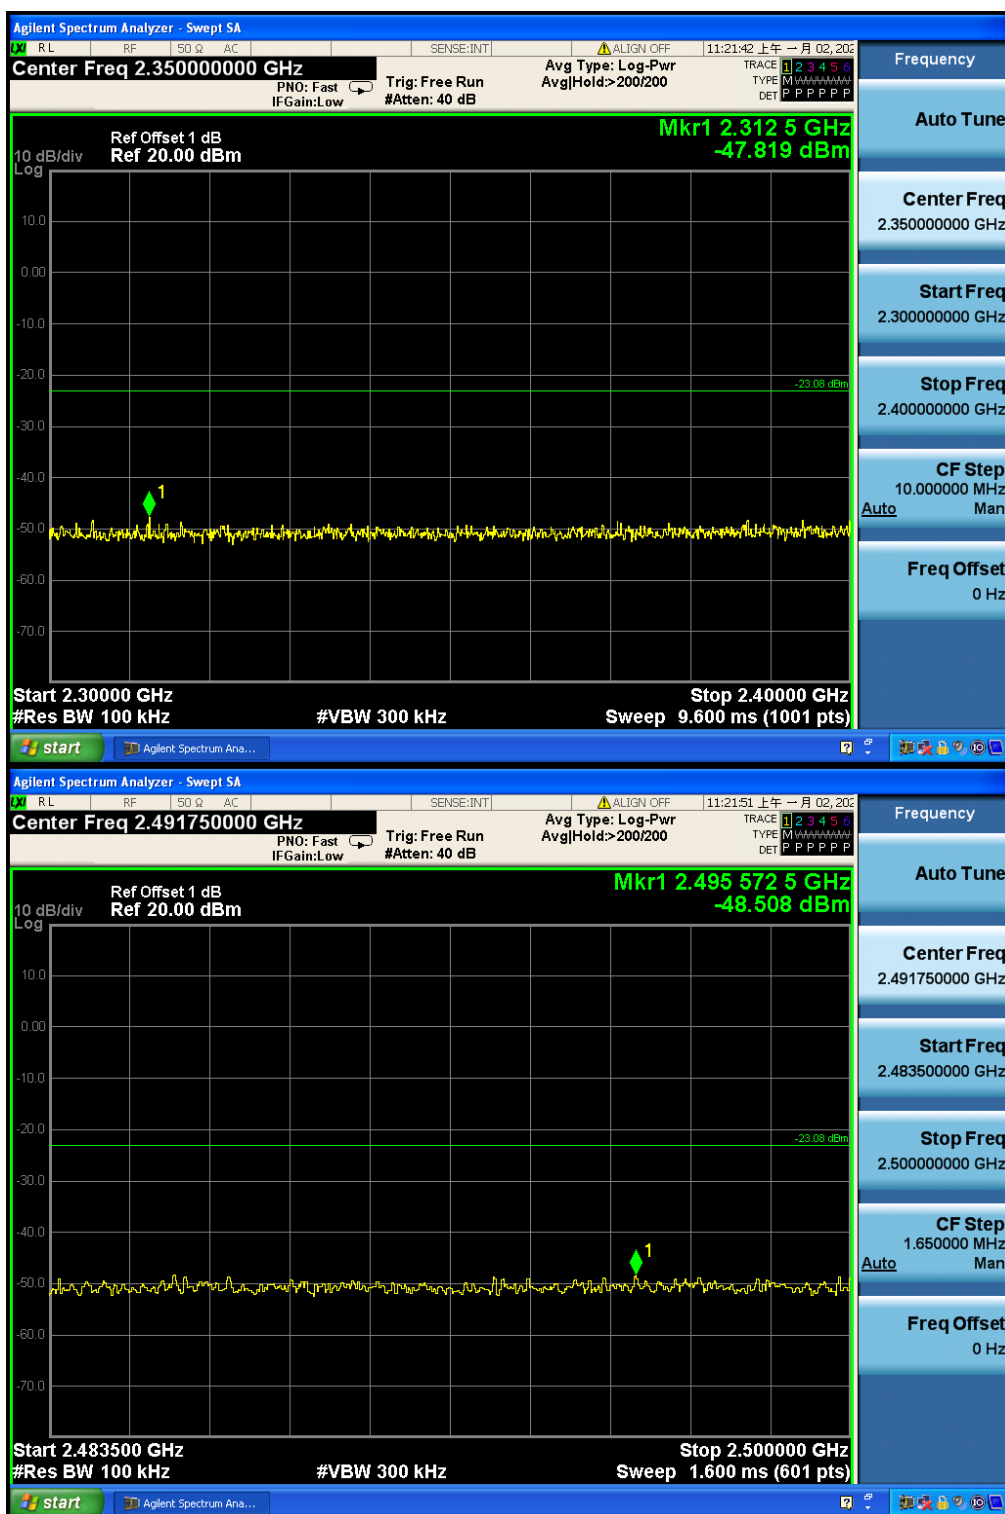 Agilent Spectrum Analyzer - Swept SA
LXI RL RF 50 Ω AC SENSE:INT ALIGN OFF 11:21:42 上午 一月 02, 202
Center Freq 2.350000000 GHz
PNO: Fast
IFGain:Low
Trig: Free Run
#Atten: 40 dB
Avg Type: Log-Pwr
Avg|Hold:>200/200
TRACE 1 2 3 4 5 6
TYPE M
DET P P P P P P
Ref Offset 1 dB
10 dB/div Ref 20.00 dBm
Log
Mkr1 2.312 5 GHz
-47.819 dBm
10.0
0.00
-10.0
-20.0
-23.08 dBm
-30.0
-40.0
1
-50.0
-60.0
-70.0
Start 2.30000 GHz Stop 2.40000 GHz
#Res BW 100 kHz #VBW 300 kHz Sweep 9.600 ms (1001 pts)
Frequency
Auto Tune
Center Freq
2.350000000 GHz
Start Freq
2.300000000 GHz
Stop Freq
2.400000000 GHz
CF Step
10.000000 MHz
Auto Man
Freq Offset
0 Hz
start Agilent Spectrum Ana...
Agilent Spectrum Analyzer - Swept SA
LXI RL RF 50 Ω AC SENSE:INT ALIGN OFF 11:21:51 上午 一月 02, 202
Center Freq 2.491750000 GHz
PNO: Fast
IFGain:Low
Trig: Free Run
#Atten: 40 dB
Avg Type: Log-Pwr
Avg|Hold:>200/200
TRACE 1 2 3 4 5 6
TYPE M
DET P P P P P P
Ref Offset 1 dB
10 dB/div Ref 20.00 dBm
Log
Mkr1 2.495 572 5 GHz
-48.508 dBm
10.0
0.00
-10.0
-20.0
-23.08 dBm
-30.0
-40.0
1
-50.0
-60.0
-70.0
Start 2.483500 GHz Stop 2.500000 GHz
#Res BW 100 kHz #VBW 300 kHz Sweep 1.600 ms (601 pts)
Frequency
Auto Tune
Center Freq
2.491750000 GHz
Start Freq
2.483500000 GHz
Stop Freq
2.500000000 GHz
CF Step
1.650000 MHz
Auto Man
Freq Offset
0 Hz
start Agilent Spectrum Ana...